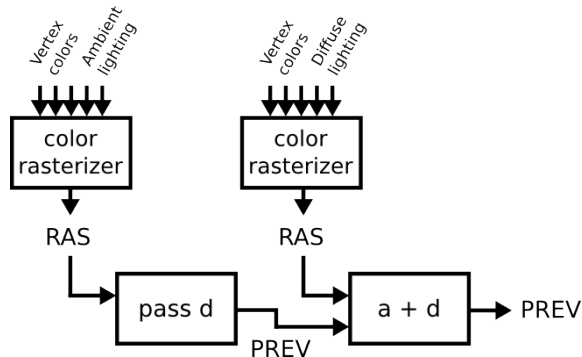 Vertex
colors
Ambient
lighting
Vertex
colors
Diffuse
lighting
color
rasterizer
color
rasterizer
RAS
RAS
pass d
a + d
PREV
PREV